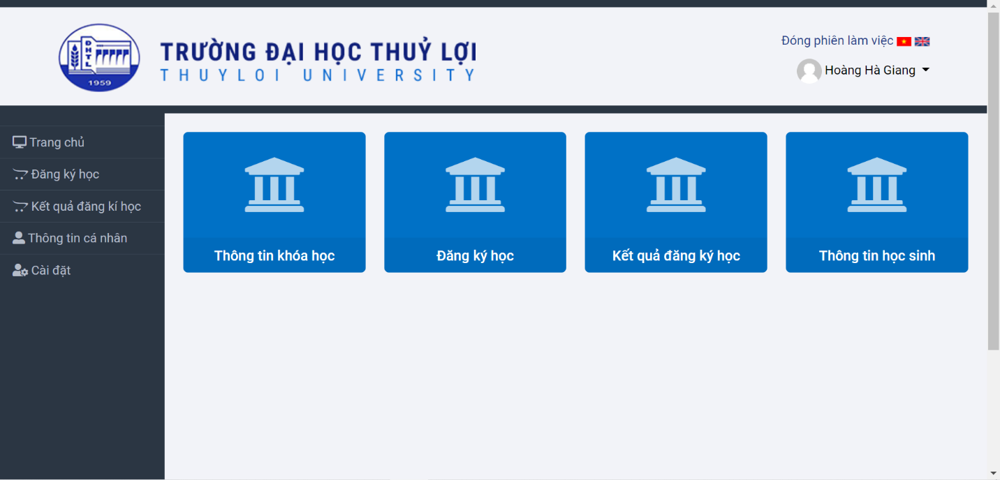 ĐHTL
1959
TRƯỜNG ĐẠI HỌC THUỶ LỢI
THUYLOI UNIVERSITY
Đóng phiên làm việc
Hoàng Hà Giang
Trang chủ
Đăng ký học
Kết quả đăng kí học
Thông tin cá nhân
Cài đặt
Thông tin khóa học
Đăng ký học
Kết quả đăng ký học
Thông tin học sinh